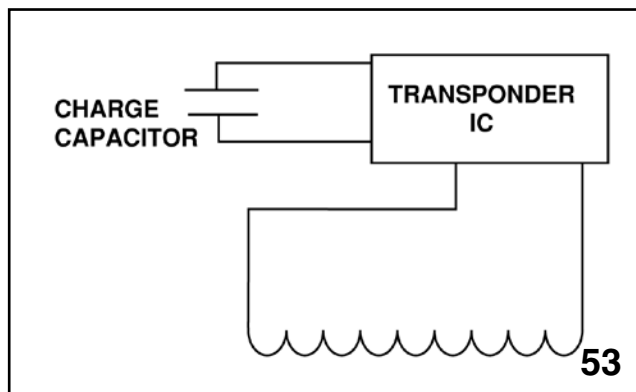 TRANSPONDER
IC
CHARGE
CAPACITOR
53